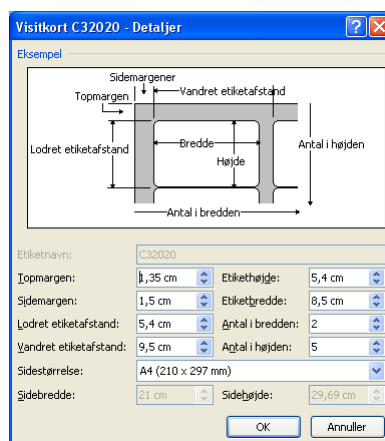 Visitkort C32020 - Detaljer
Eksempel
Sidemargener
Vandret etiketafstand
Topmargen
Lodret etiketafstand
Bredde
Højde
Antal i højden
Antal i bredden
Etiketnavn: C32020
Topmargen: 1,35 cm Etikethøjde: 5,4 cm
Sidemargen: 1,5 cm Etiketbredde: 8,5 cm
Lodret etiketafstand: 5,4 cm Antal i bredden: 2
Vandret etiketafstand: 9,5 cm Antal i højden: 5
Sidestørrelse: A4 (210 x 297 mm)
Sidebredde: 21 cm Sidehøjde: 29,69 cm
OK Annuller